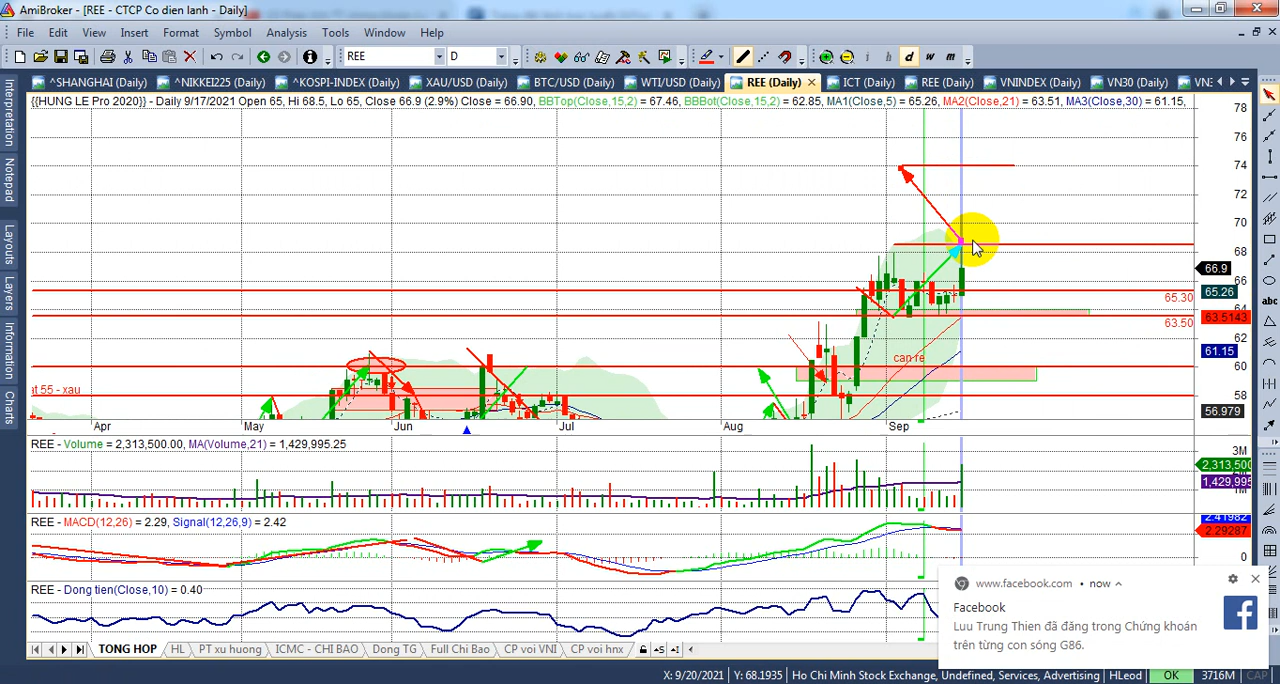 AmiBroker - [REE - CTCP Co dien lanh - Daily]
File Edit View Insert Format Symbol Analysis Tools Window Help
REE D i h d w m
^SHANGHAI (Daily) ^NIKKEI225 (Daily) ^KOSPI-INDEX (Daily) XAU/USD (Daily) BTC/USD (Daily) WTI/USD (Daily) REE (Daily) ICT (Daily) REE (Daily) VNINDEX (Daily) VN30 (Daily)
{{HUNG LE Pro 2020}} - Daily 9/17/2021 Open 65, Hi 68.5, Lo 65, Close 66.9 (2.9%) Close = 66.90, BBTop(Close,15,2) = 67.46, BBBot(Close,15,2) = 62.85, MA1(Close,5) = 65.26, MA2(Close,21) = 63.51, MA3(Close,30) = 61.15,
Interpretation
Notepad
Layouts
Layers
Information
Charts
abc
78
76
74
72
70
68
66.9
66
65.26
65.30
64
63.5143
63.50
62
61.15
60
58
56.979
can re
at 55 - xau
Apr May Jun Jul Aug Sep
REE - Volume = 2,313,500.00, MA(Volume,21) = 1,429,995.25
3M
2,313,500
1,429,995
REE - MACD(12,26) = 2.29, Signal(12,26,9) = 2.42
2.41982
2.29287
0
REE - Dong tien(Close,10) = 0.40
www.facebook.com • now
Facebook
Luu Trung Thien đã đăng trong Chứng khoán
trên từng con sóng G86.
TONG HOP HL PT xu huong ICMC - CHI BAO Dong TG Full Chi Bao CP voi VNI CP voi hnx
X: 9/20/2021 Y: 68.1935 Ho Chi Minh Stock Exchange, Undefined, Services, Advertising HLeod OK 3716M CAP